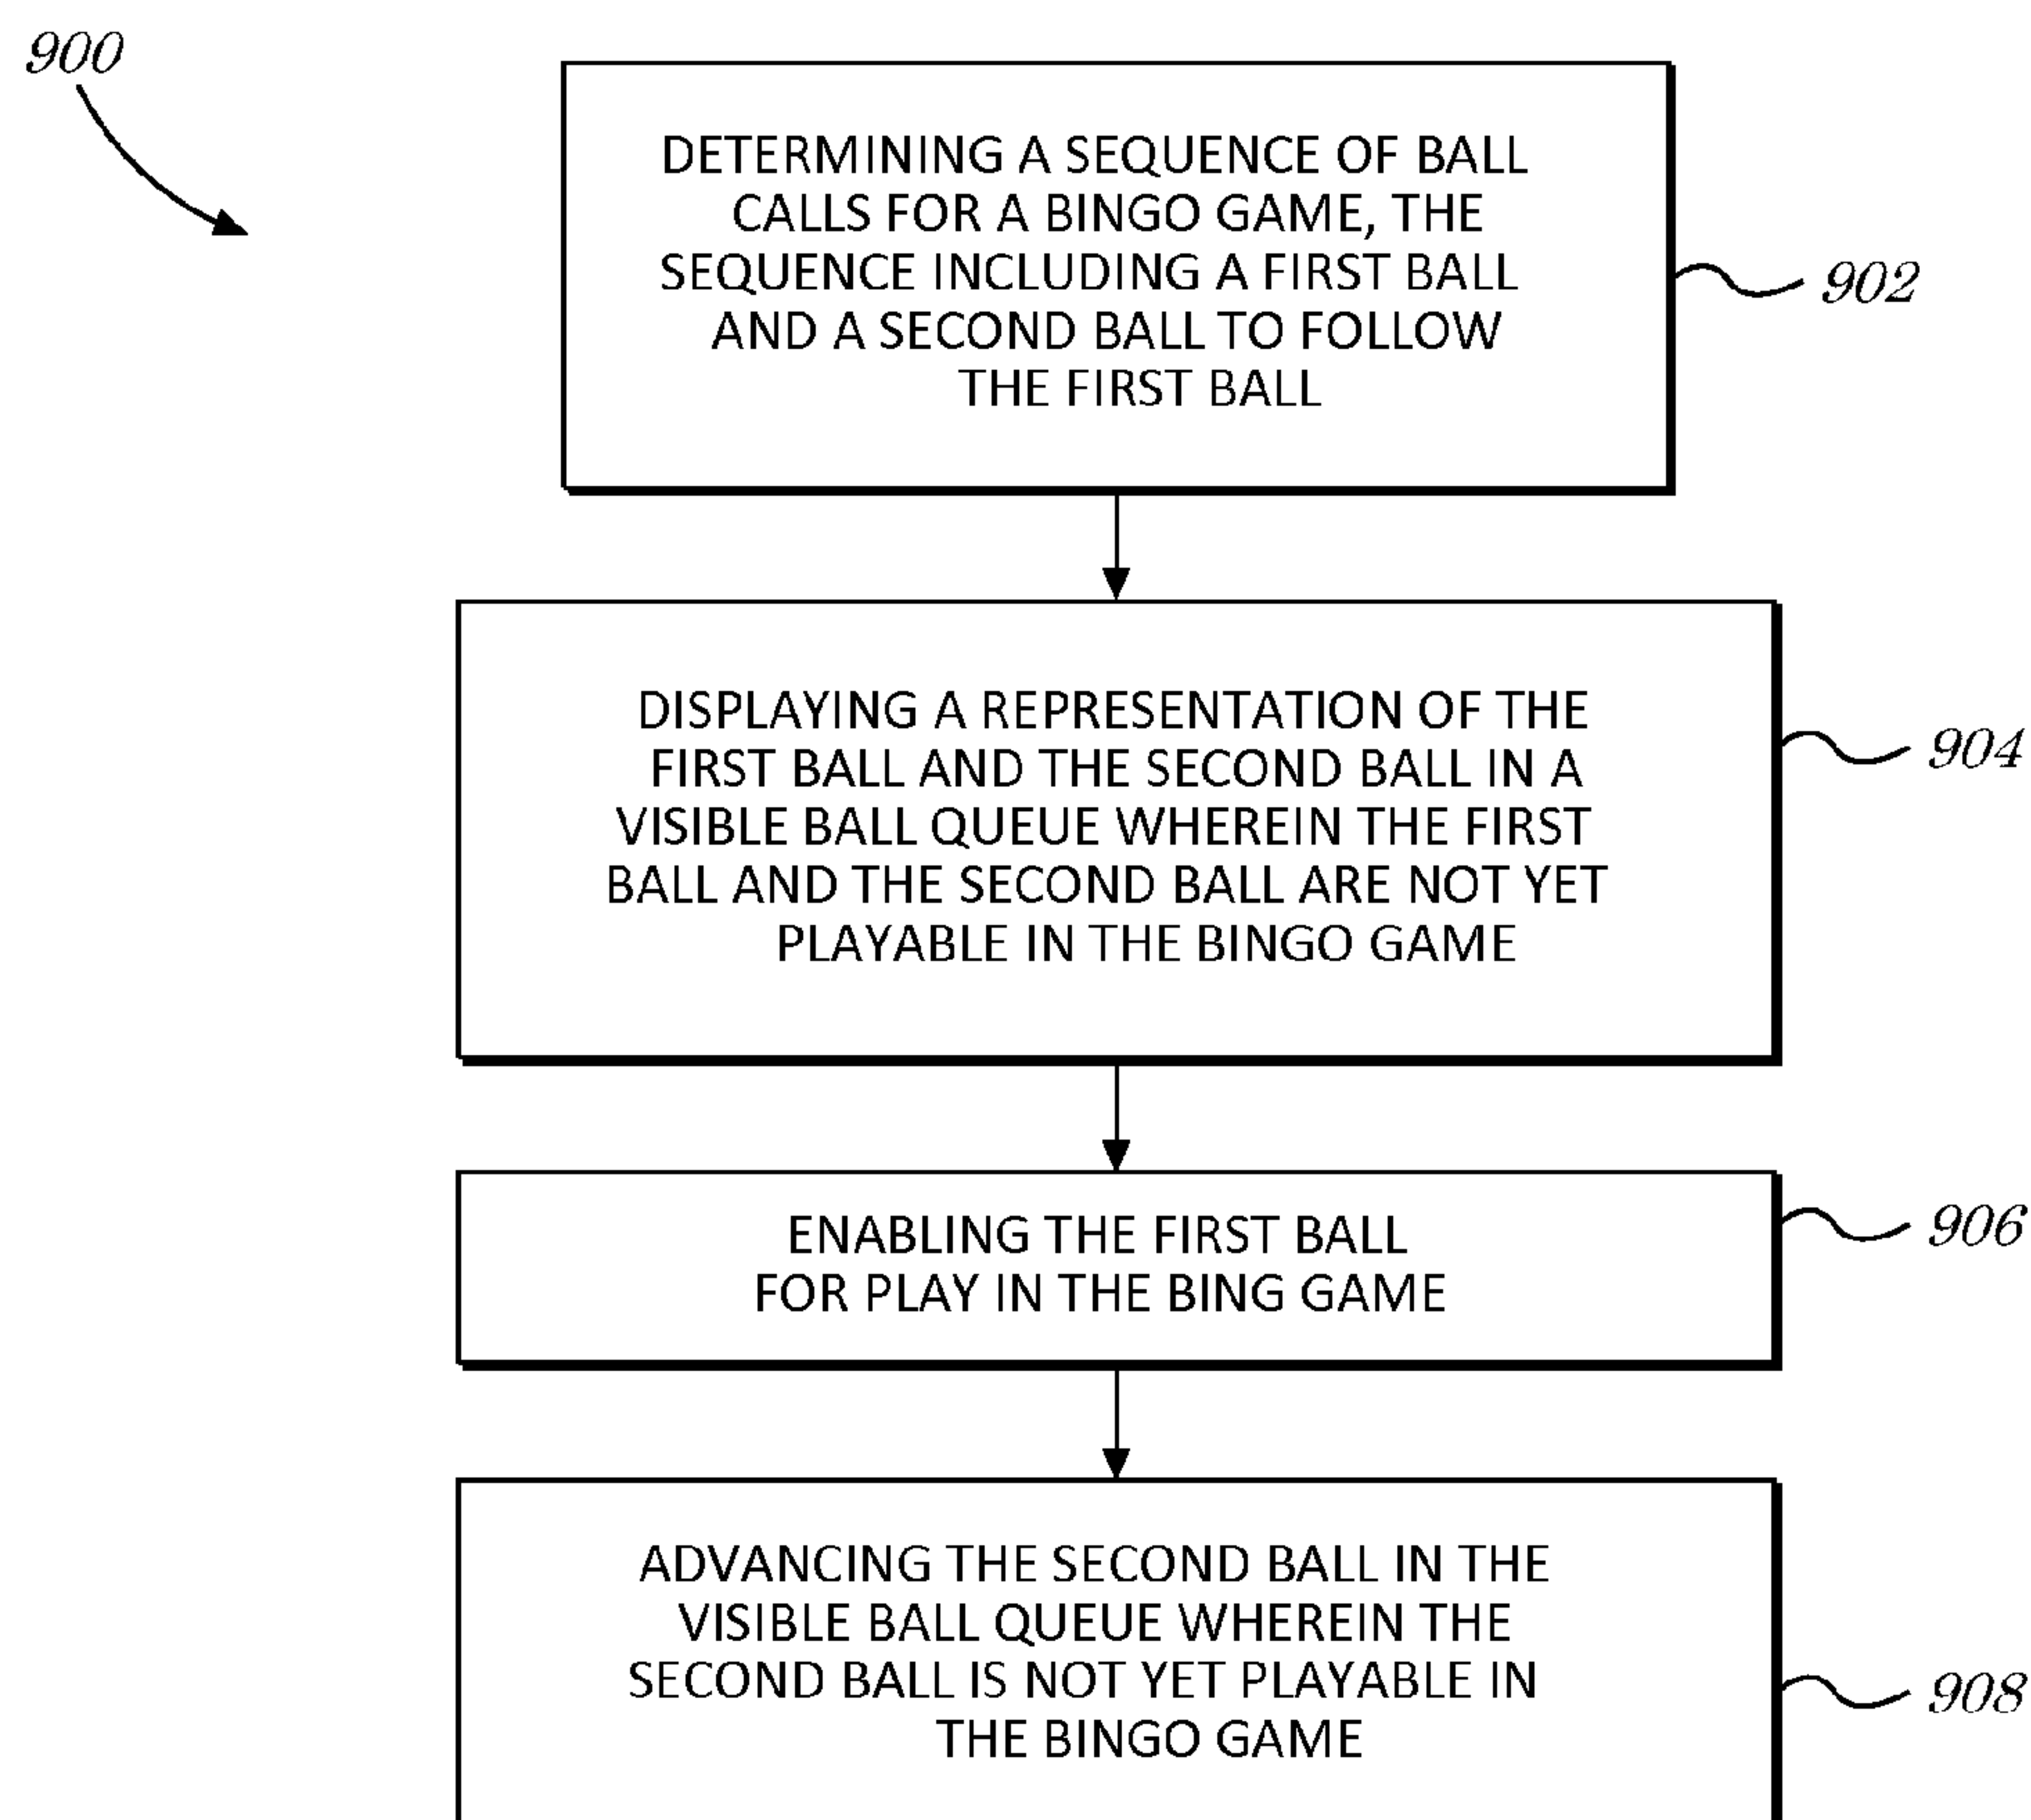 900
DETERMINING A SEQUENCE OF BALL
CALLS FOR A BINGO GAME, THE
SEQUENCE INCLUDING A FIRST BALL
AND A SECOND BALL TO FOLLOW
THE FIRST BALL
902
DISPLAYING A REPRESENTATION OF THE
FIRST BALL AND THE SECOND BALL IN A
VISIBLE BALL QUEUE WHEREIN THE FIRST
BALL AND THE SECOND BALL ARE NOT YET
PLAYABLE IN THE BINGO GAME
904
ENABLING THE FIRST BALL
FOR PLAY IN THE BING GAME
906
ADVANCING THE SECOND BALL IN THE
VISIBLE BALL QUEUE WHEREIN THE
SECOND BALL IS NOT YET PLAYABLE IN
THE BINGO GAME
908